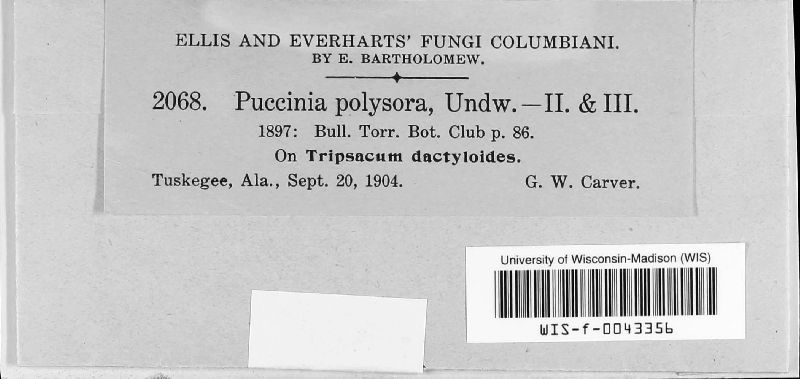 ELLIS AND EVERHARTS' FUNGI COLUMBIANI.
BY E. BARTHOLOMEW.
2068. Puccinia polysora, Undw.—II. & III.
1897: Bull. Torr. Bot. Club p. 86.
On Tripsacum dactyloides.
Tuskegee, Ala., Sept. 20, 1904. G. W. Carver.
University of Wisconsin-Madison (WIS)
WIS-f-0043356